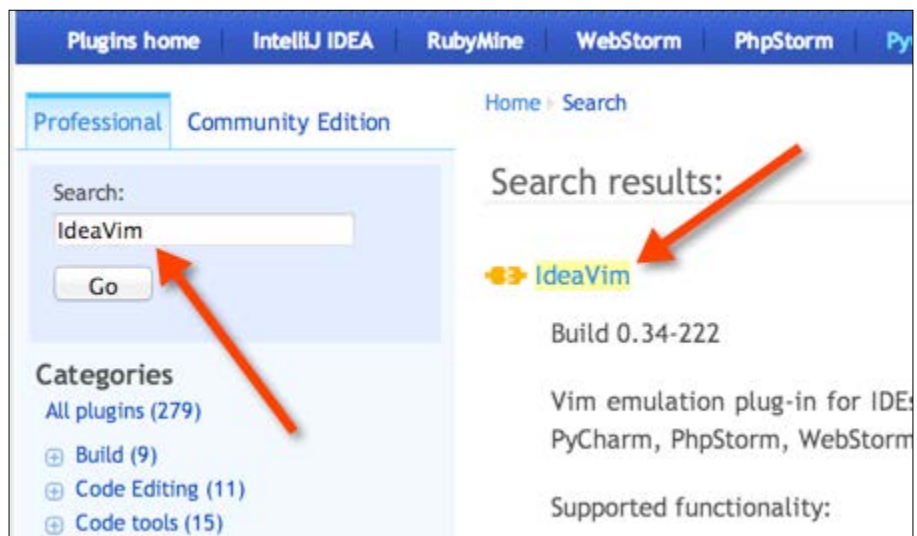 Plugins home IntelliJ IDEA RubyMine WebStorm PhpStorm Py
Professional Community Edition
Search:
IdeaVim
Go
Categories
All plugins (279)
Build (9)
Code Editing (11)
Code tools (15)
Home Search
Search results:
IdeaVim
Build 0.34-222
Vim emulation plug-in for IDEs
PyCharm, PhpStorm, WebStorm
Supported functionality: